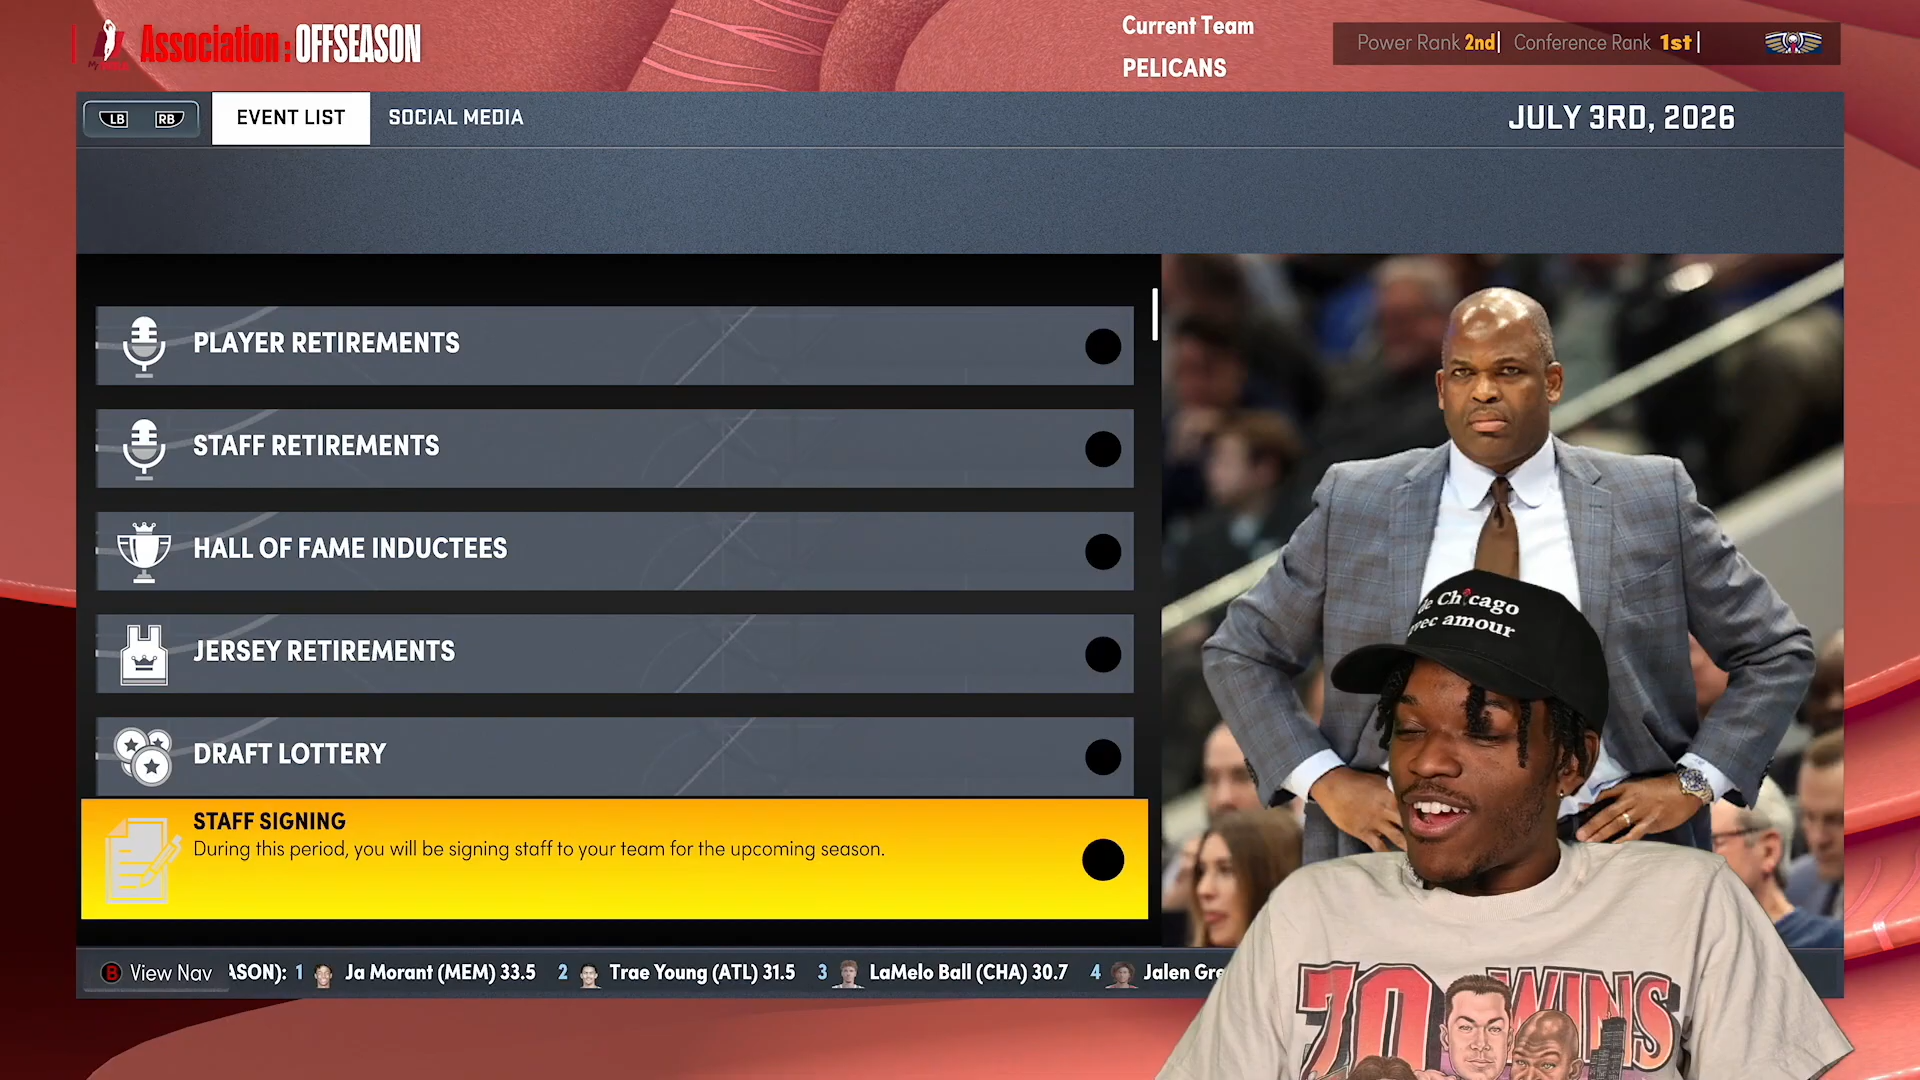 Association : OFFSEASON
Current Team
PELICANS
Power Rank 2nd| Conference Rank 1st|
LB RB EVENT LIST SOCIAL MEDIA
JULY 3RD, 2026
PLAYER RETIREMENTS
STAFF RETIREMENTS
HALL OF FAME INDUCTEES
JERSEY RETIREMENTS
DRAFT LOTTERY
STAFF SIGNING
During this period, you will be signing staff to your team for the upcoming season.
B View Nav ASON): 1 Ja Morant (MEM) 33.5 2 Trae Young (ATL) 31.5 3 LaMelo Ball (CHA) 30.7 4 Jalen Gre
de Chicago
avec amour
70 WINS